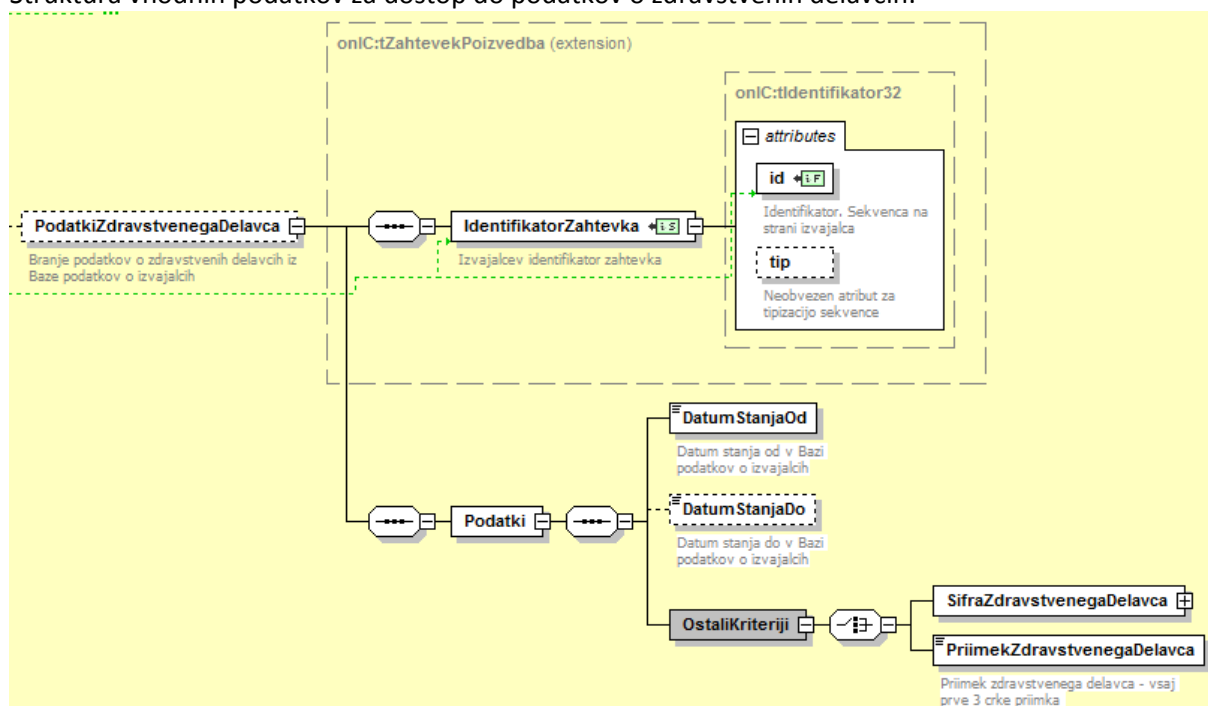 Struktura vhodnih podatkov za dostop do podatkov o zdravstvenih delavcih:
onIC:tZahtevekPoizvedba (extension)
onIC:tIdentifikator32
attributes
id
Identifikator. Sekvenca na
strani izvajalca
tip
Neobvezen atribut za
tipizacijo sekvence
PodatkiZdravstvenegaDelavca
Branje podatkov o zdravstvenih delavcih iz
Baze podatkov o izvajalcih
IdentifikatorZahtevka
Izvajalcev identifikator zahtevka
DatumStanjaOd
Datum stanja od v Bazi
podatkov o izvajalcih
Podatki
DatumStanjaDo
Datum stanja do v Bazi
podatkov o izvajalcih
OstaliKriteriji
SifraZdravstvenegaDelavca
PriimekZdravstvenegaDelavca
Priimek zdravstvenega delavca - vsaj
prve 3 crke priimka